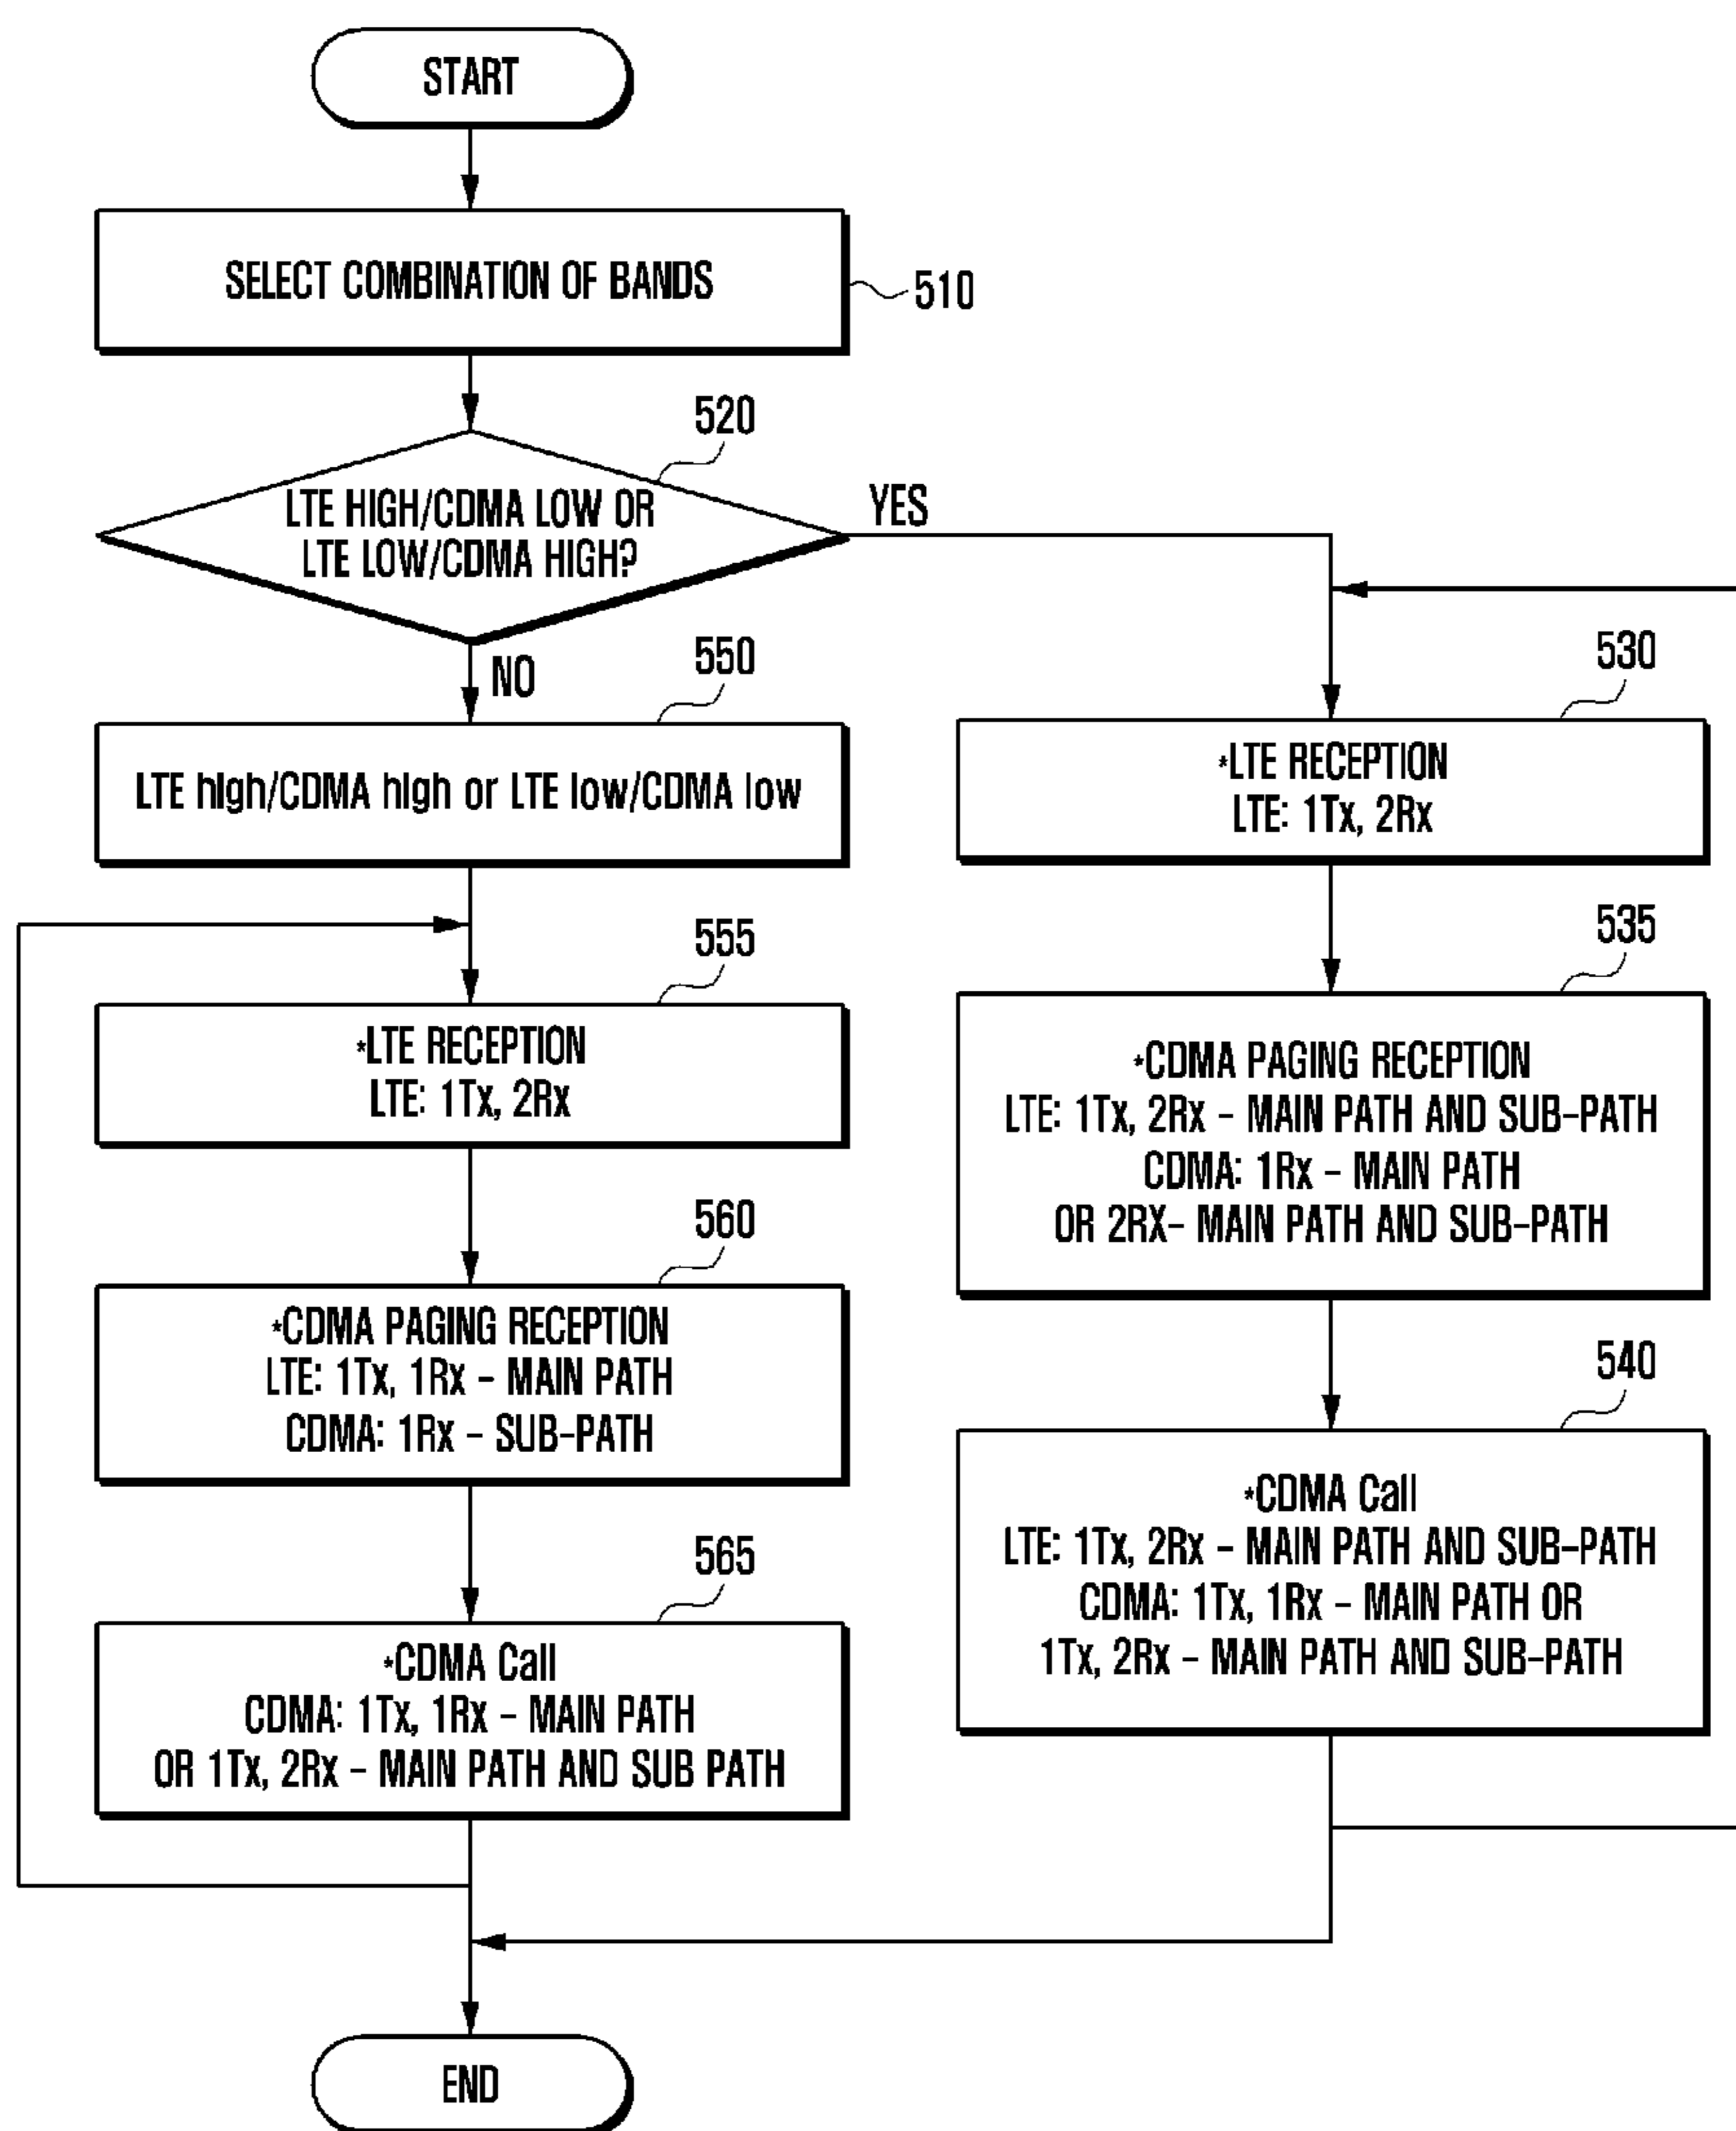 START
SELECT COMBINATION OF BANDS
510
520
LTE HIGH/CDMA LOW OR
LTE LOW/CDMA HIGH?
YES
NO
550
LTE high/CDMA high or LTE low/CDMA low
555
*LTE RECEPTION
LTE: 1Tx, 2Rx
560
*CDMA PAGING RECEPTION
LTE: 1Tx, 1Rx - MAIN PATH
CDMA: 1Rx - SUB-PATH
565
*CDMA Call
CDMA: 1Tx, 1Rx - MAIN PATH
OR 1Tx, 2Rx - MAIN PATH AND SUB PATH
530
*LTE RECEPTION
LTE: 1Tx, 2Rx
535
*CDMA PAGING RECEPTION
LTE: 1Tx, 2Rx - MAIN PATH AND SUB-PATH
CDMA: 1Rx - MAIN PATH
OR 2RX- MAIN PATH AND SUB-PATH
540
*CDMA Call
LTE: 1Tx, 2Rx - MAIN PATH AND SUB-PATH
CDMA: 1Tx, 1Rx - MAIN PATH OR
1Tx, 2Rx - MAIN PATH AND SUB-PATH
END